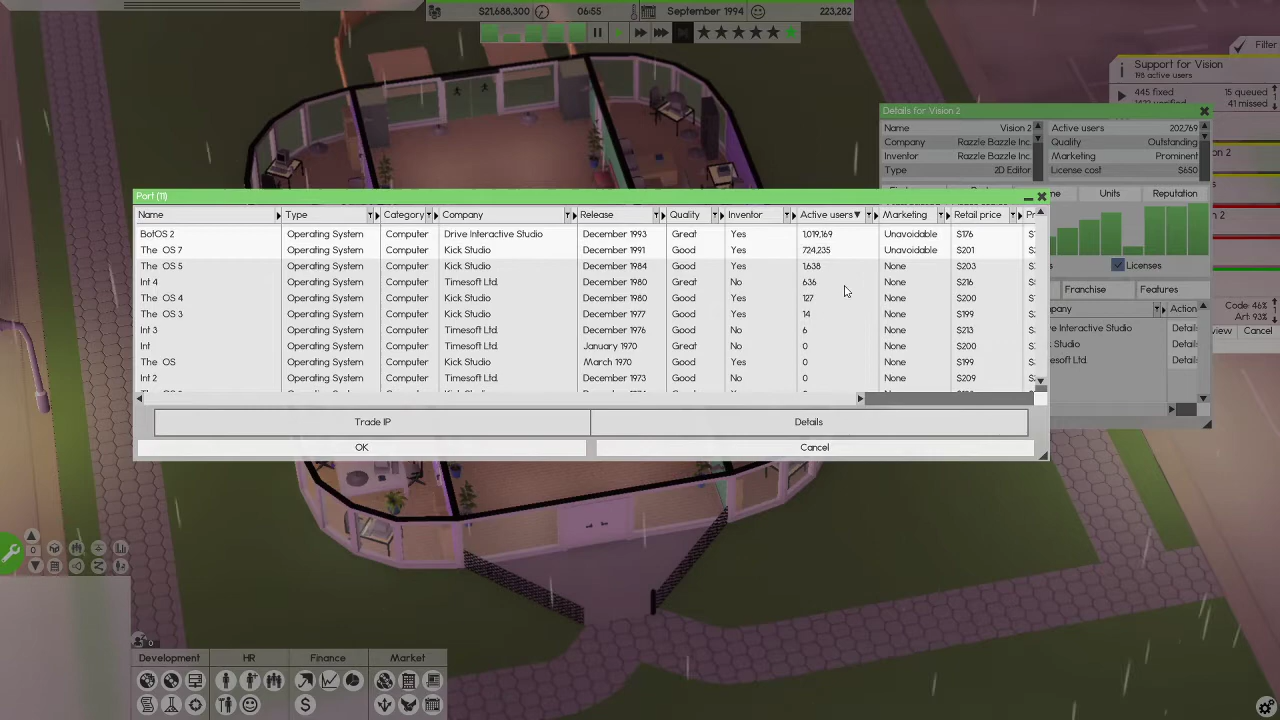 $21,688,300 06:55 September 1994 223,282
Filter
Support for Vision
198 active users
445 fixed 15 queued
41 missed
Details for Vision 2
Name Vision 2 Active users 202,769
Company Razzle Bazzle Inc. Quality Outstanding
Inventor Razzle Bazzle Inc. Marketing Prominent
Type 2D Editor License cost $650
Units Reputation
Licenses
Franchise Features
Action
Details
Code: 46%
Art: 93%
Cancel
Port (11)
Name Type Category Company Release Quality Inventor Active users Marketing Retail price
BotOS 2 Operating System Computer Drive Interactive Studio December 1993 Great Yes 1,019,169 Unavoidable $176
The OS 7 Operating System Computer Kick Studio December 1991 Good Yes 724,235 Unavoidable $201
The OS 5 Operating System Computer Kick Studio December 1984 Good Yes 1,638 None $203
Int 4 Operating System Computer Timesoft Ltd. December 1980 Great No 636 None $216
The OS 4 Operating System Computer Kick Studio December 1980 Good Yes 127 None $200
The OS 3 Operating System Computer Kick Studio December 1977 Good Yes 14 None $199
Int 3 Operating System Computer Timesoft Ltd. December 1976 Good No 6 None $213
Int Operating System Computer Timesoft Ltd. January 1970 Great No 0 None $200
The OS Operating System Computer Kick Studio March 1970 Good Yes 0 None $199
Int 2 Operating System Computer Timesoft Ltd. December 1973 Good No 0 None $209
Trade IP Details
OK Cancel
0
0
Development HR Finance Market